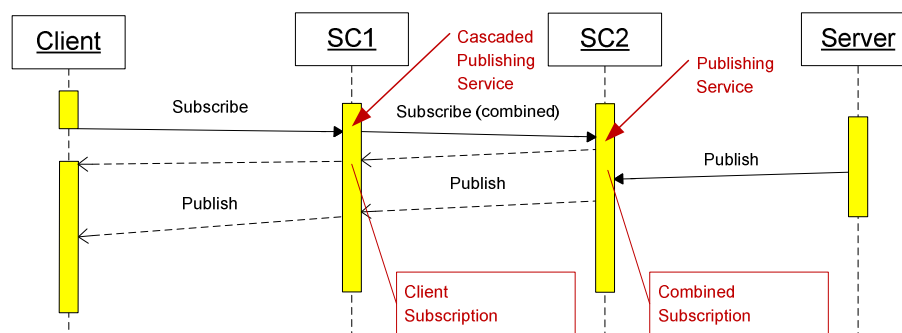 Client
SC1
SC2
Server
Cascaded
Publishing
Service
Publishing
Service
Subscribe
Subscribe (combined)
Publish
Publish
Publish
Client
Subscription
Combined
Subscription